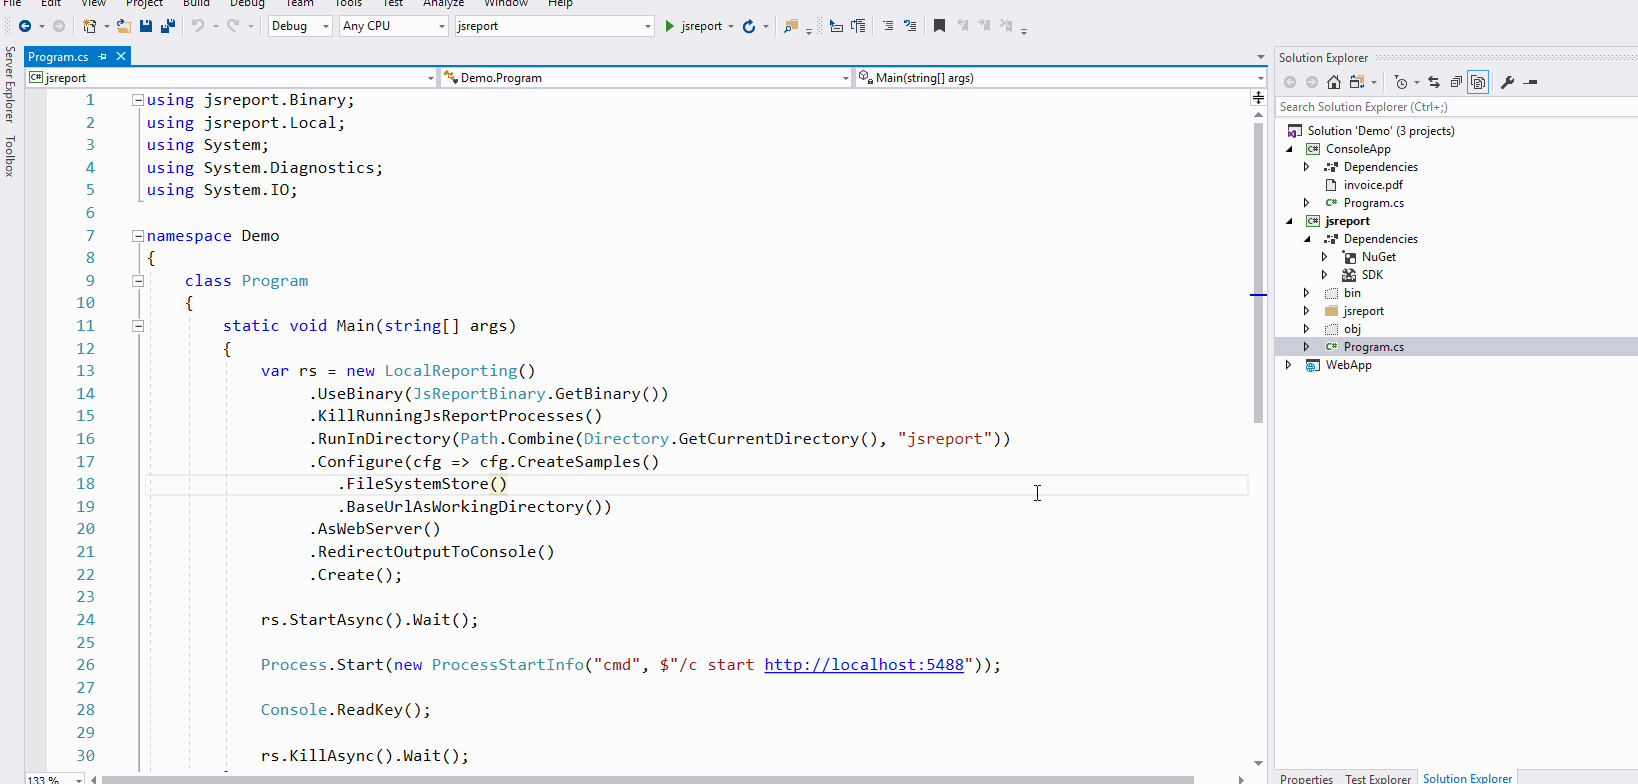 File Edit View Project Build Debug Team Tools Test Analyze Window Help
Debug Any CPU jsreport jsreport
Server Explorer
Toolbox
Program.cs
jsreport Demo.Program Main(string[] args)
1 using jsreport.Binary;
2 using jsreport.Local;
3 using System;
4 using System.Diagnostics;
5 using System.IO;
6
7 namespace Demo
8 {
9 class Program
10 {
11 static void Main(string[] args)
12 {
13 var rs = new LocalReporting()
14 .UseBinary(JsReportBinary.GetBinary())
15 .KillRunningJsReportProcesses()
16 .RunInDirectory(Path.Combine(Directory.GetCurrentDirectory(), "jsreport"))
17 .Configure(cfg => cfg.CreateSamples()
18 .FileSystemStore()
19 .BaseUrlAsWorkingDirectory())
20 .AsWebServer()
21 .RedirectOutputToConsole()
22 .Create();
23
24 rs.StartAsync().Wait();
25
26 Process.Start(new ProcessStartInfo("cmd", $"/c start http://localhost:5488"));
27
28 Console.ReadKey();
29
30 rs.KillAsync().Wait();
133 %
Solution Explorer
Search Solution Explorer (Ctrl+;)
Solution 'Demo' (3 projects)
C# ConsoleApp
Dependencies
invoice.pdf
C# Program.cs
C# jsreport
Dependencies
NuGet
SDK
bin
jsreport
obj
C# Program.cs
WebApp
Properties Test Explorer Solution Explorer